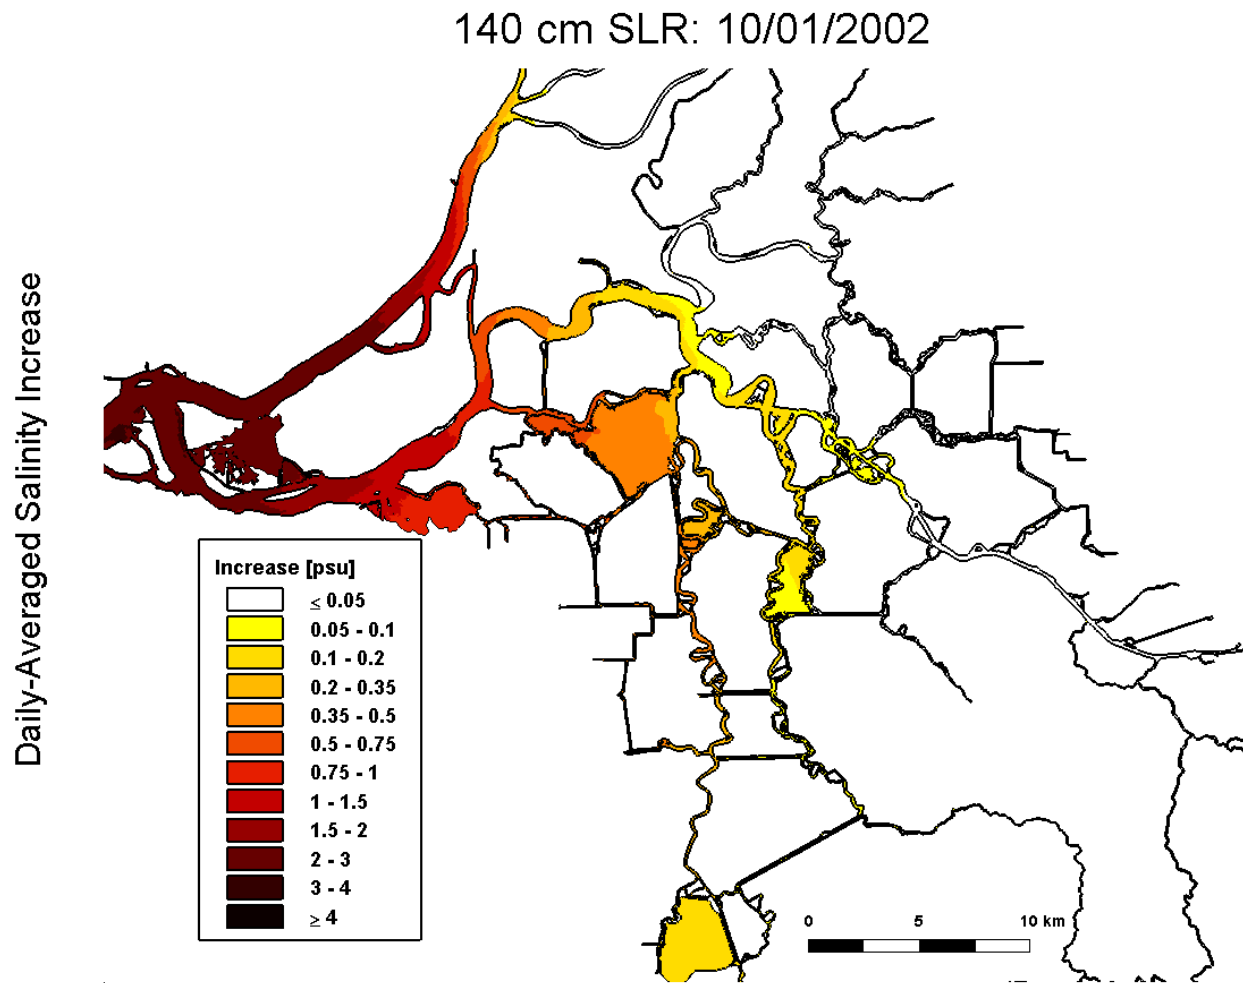 140 cm SLR: 10/01/2002
Daily-Averaged Salinity Increase
Increase [psu]
≤ 0.05
0.05 - 0.1
0.1 - 0.2
0.2 - 0.35
0.35 - 0.5
0.5 - 0.75
0.75 - 1
1 - 1.5
1.5 - 2
2 - 3
3 - 4
≥ 4
0 5 10 km